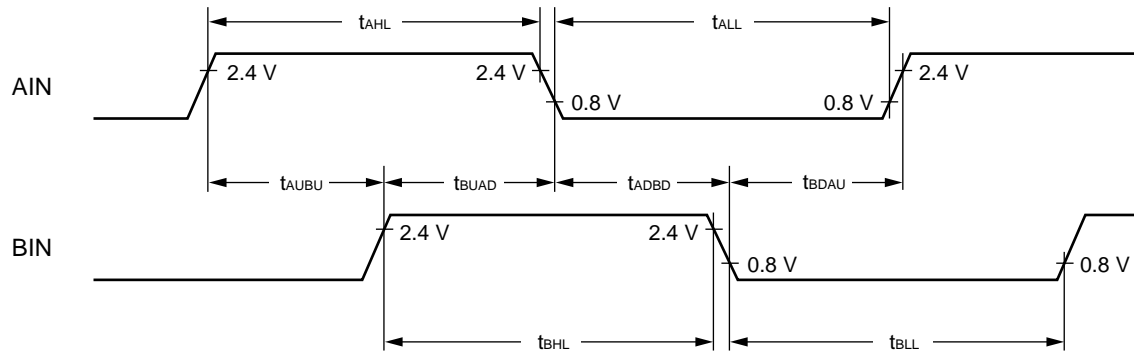 tAHL tALL
AIN 2.4 V 2.4 V 0.8 V 0.8 V 2.4 V
tAUBU tBUAD tADBD tBDAU
BIN 2.4 V 2.4 V 0.8 V 0.8 V
tBHL tBLL